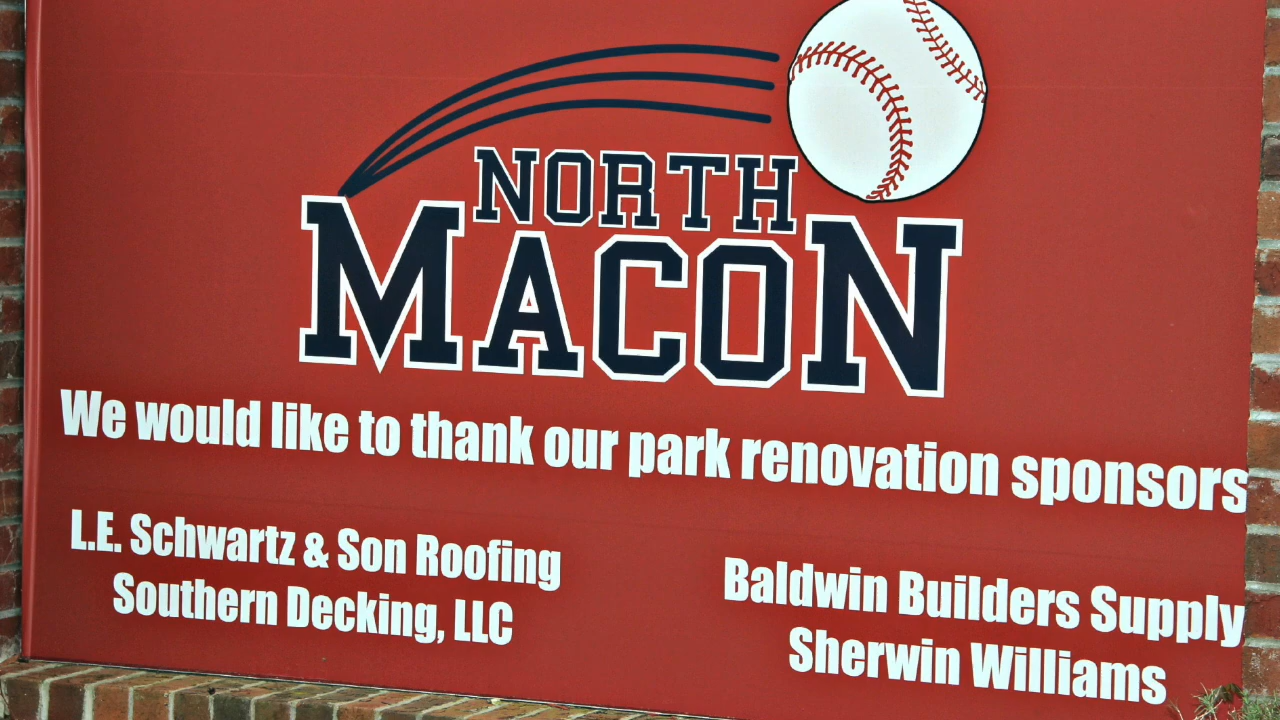 NORTH
MACON
We would like to thank our park renovation sponsors
L.E. Schwartz & Son Roofing
Southern Decking, LLC
Baldwin Builders Supply
Sherwin Williams